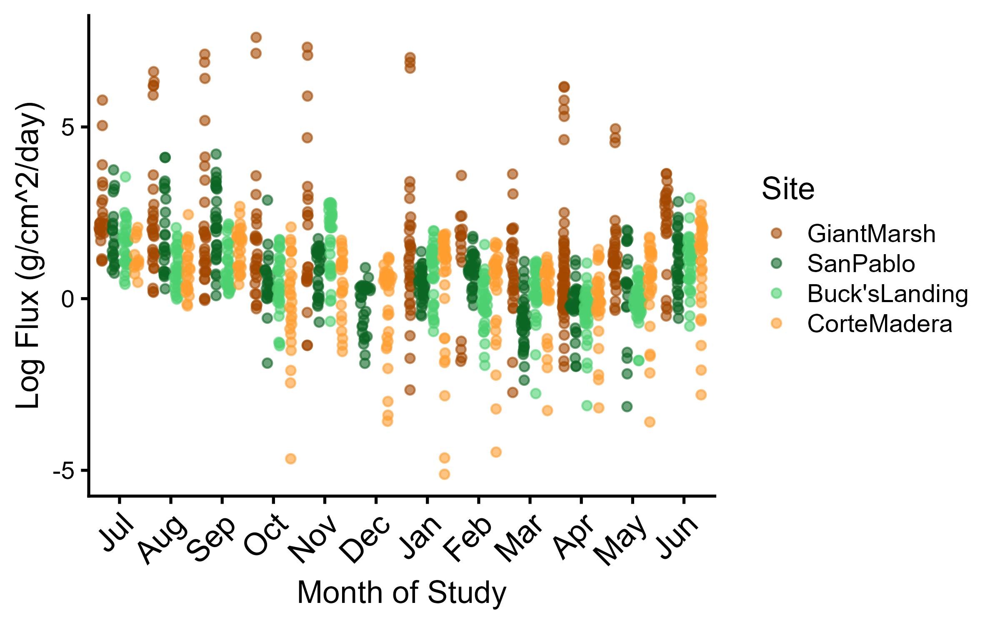 Log Flux (g/cm^2/day)
5
0
-5
Jul
Aug
Sep
Oct
Nov
Dec
Jan
Feb
Mar
Apr
May
Jun
Month of Study
Site
GiantMarsh
SanPablo
Buck'sLanding
CorteMadera